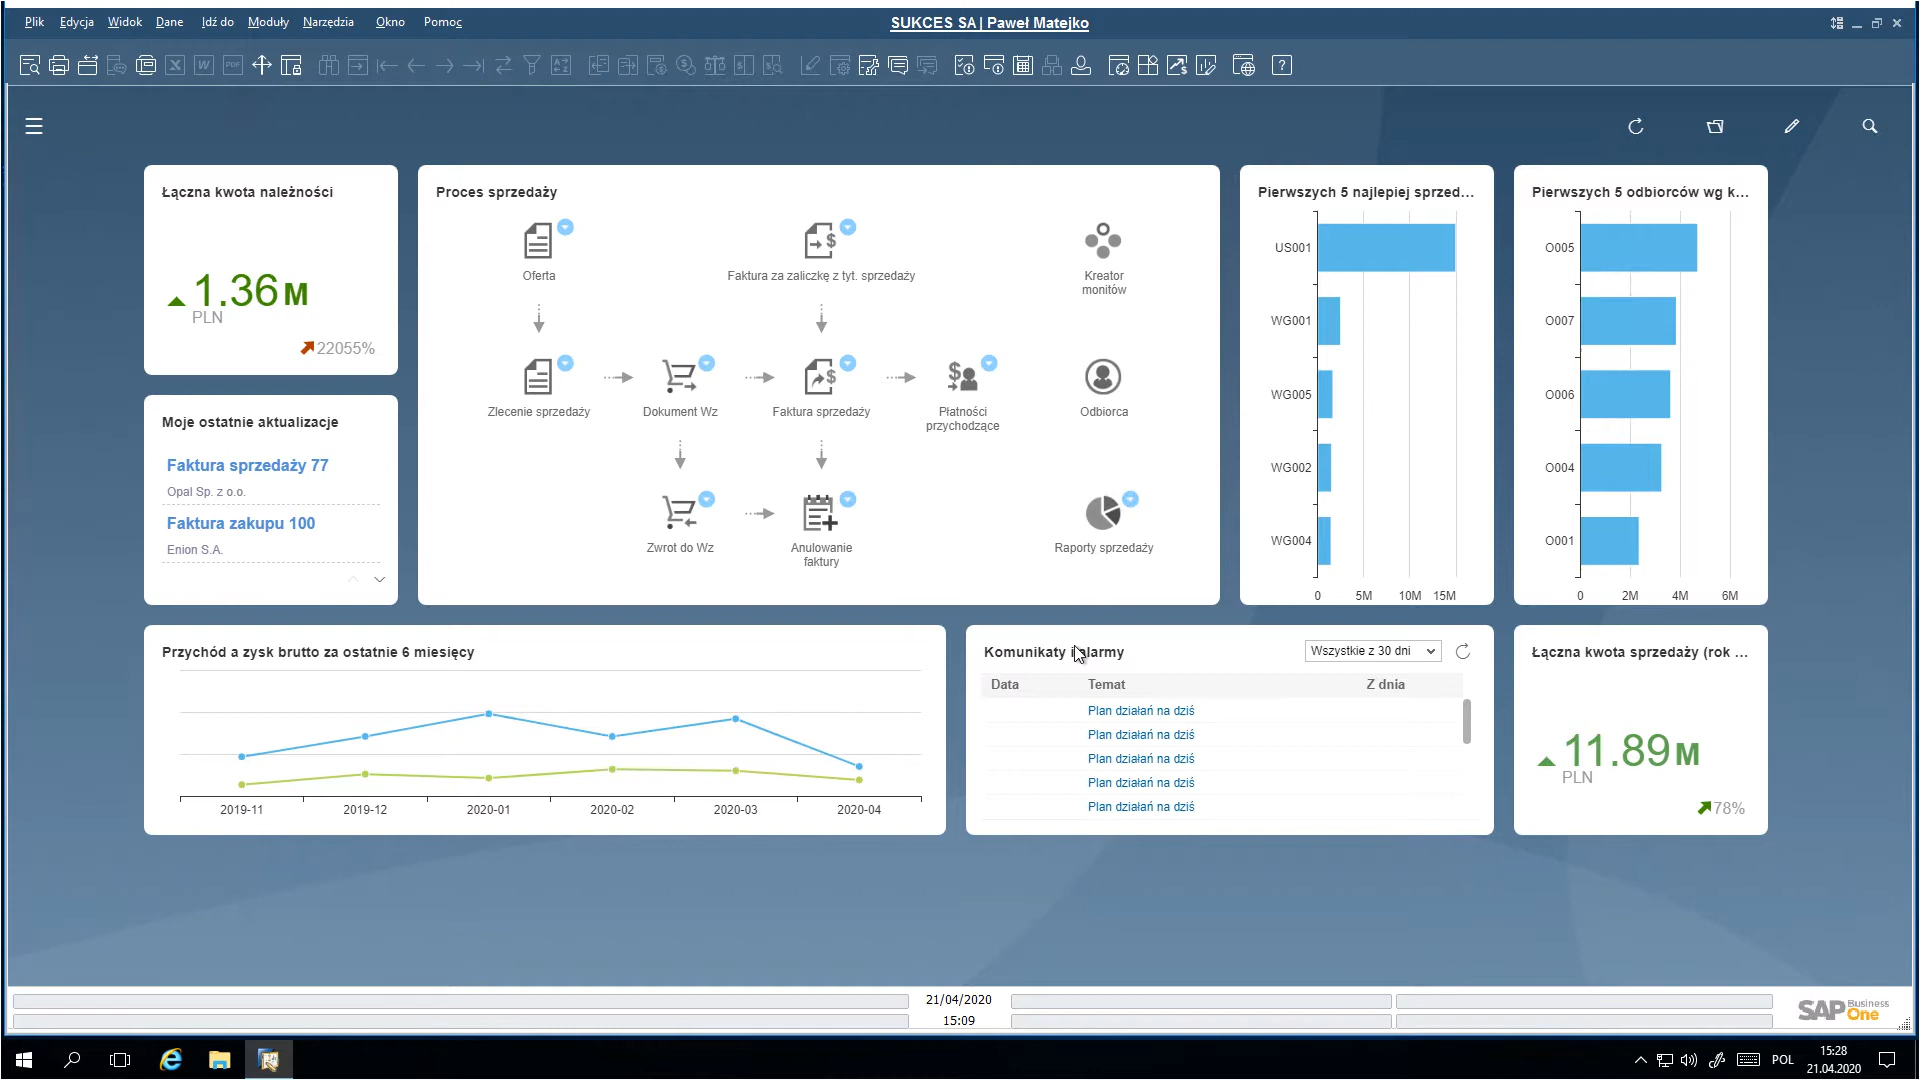 Plik Edycja Widok Dane Idź do Moduły Narzędzia Okno Pomoc
SUKCES SA | Paweł Matejko
Łączna kwota należności
1.36 M
PLN
22055%
Moje ostatnie aktualizacje
Faktura sprzedaży 77
Opal Sp. z o.o.
Faktura zakupu 100
Enion S.A.
Proces sprzedaży
Oferta
Faktura za zaliczkę z tyt. sprzedaży
Kreator
monitów
Zlecenie sprzedaży
Dokument Wz
Faktura sprzedaży
Płatności
przychodzące
Odbiorca
Zwrot do Wz
Anulowanie
faktury
Raporty sprzedaży
Pierwszych 5 najlepiej sprzed...
US001
WG001
WG005
WG002
WG004
0 5M 10M 15M
Pierwszych 5 odbiorców wg k...
O005
O007
O006
O004
O001
0 2M 4M 6M
Przychód a zysk brutto za ostatnie 6 miesięcy
2019-11 2019-12 2020-01 2020-02 2020-03 2020-04
Komunikaty i alarmy
Wszystkie z 30 dni
Data Temat Z dnia
Plan działań na dziś
Plan działań na dziś
Plan działań na dziś
Plan działań na dziś
Plan działań na dziś
Łączna kwota sprzedaży (rok ...
11.89 M
PLN
78%
21/04/2020
15:09
SAP Business One
POL
15:28
21.04.2020